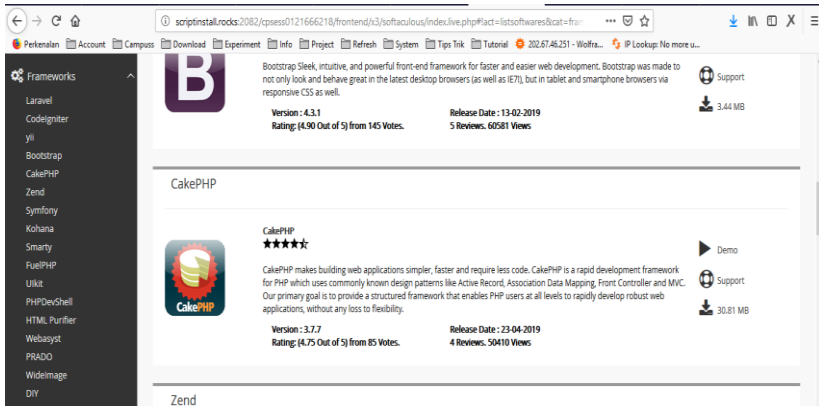 scriptinstall.rocks:2082/cpsess0121666218/frontend/x3/softaculous/index.live.php#!act=listsoftwares&cat=fran
Perkenalan Account Campuss Download Experiment Info Project Refresh System Tips Trik Tutorial 202.67.46.251 - Wolfra... IP Lookup: No more u...
Frameworks
Laravel
CodeIgniter
yii
Bootstrap
CakePHP
Zend
Symfony
Kohana
Smarty
FuelPHP
UIkit
PHPDevShell
HTML Purifier
Webasyst
PRADO
WideImage
DIY
B
Bootstrap Sleek, intuitive, and powerful front-end framework for faster and easier web development. Bootstrap was made to
not only look and behave great in the latest desktop browsers (as well as IE7!), but in tablet and smartphone browsers via
responsive CSS as well.
Version : 4.3.1 Release Date : 13-02-2019
Rating: (4.90 Out of 5) from 145 Votes. 5 Reviews. 60581 Views
Support
3.44 MB
CakePHP
CakePHP
CakePHP
CakePHP makes building web applications simpler, faster and require less code. CakePHP is a rapid development framework
for PHP which uses commonly known design patterns like Active Record, Association Data Mapping, Front Controller and MVC.
Our primary goal is to provide a structured framework that enables PHP users at all levels to rapidly develop robust web
applications, without any loss to flexibility.
Version : 3.7.7 Release Date : 23-04-2019
Rating: (4.75 Out of 5) from 85 Votes. 4 Reviews. 50410 Views
Demo
Support
30.81 MB
Zend